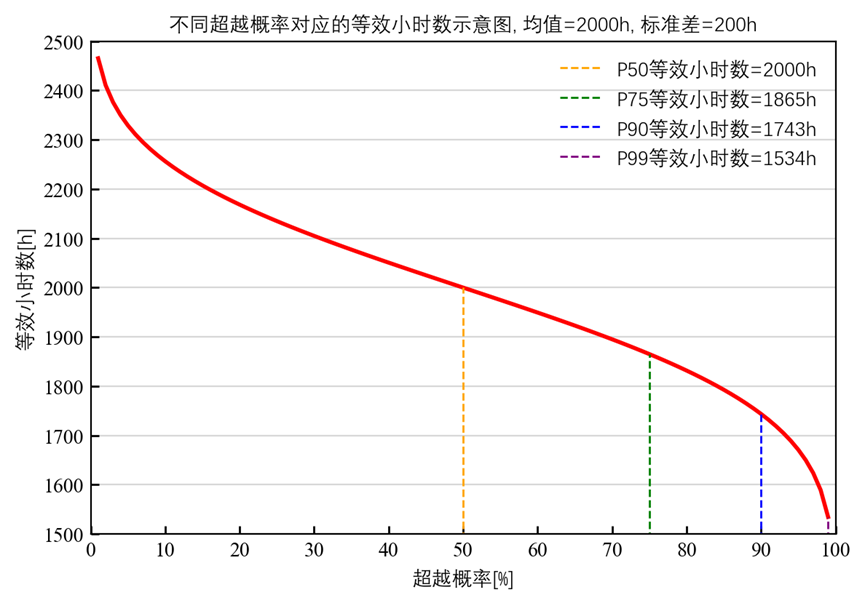 不同超越概率对应的等效小时数示意图, 均值=2000h, 标准差=200h
2500
2400
2300
2200
2100
2000
1900
1800
1700
1600
1500
等效小时数[h]
P50等效小时数=2000h
P75等效小时数=1865h
P90等效小时数=1743h
P99等效小时数=1534h
0 10 20 30 40 50 60 70 80 90 100
超越概率[%]